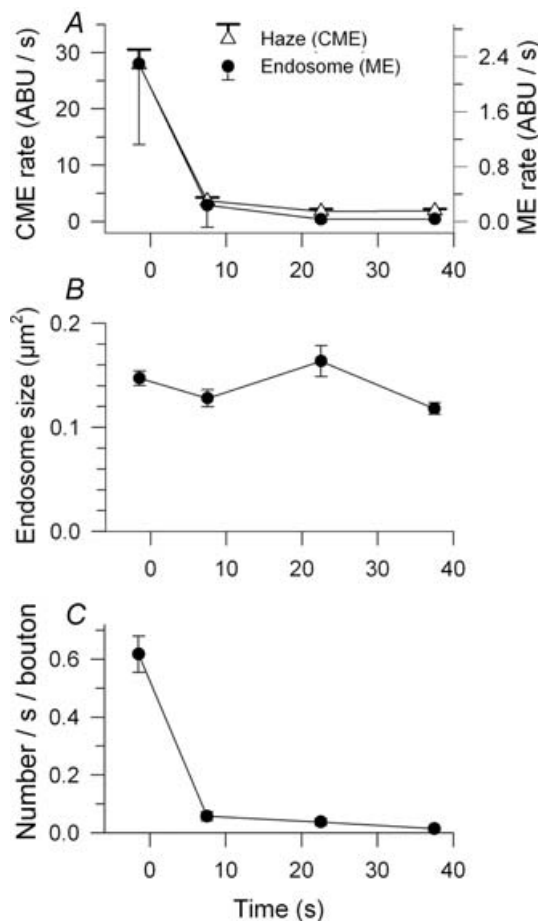 A
Haze (CME)
Endosome (ME)
CME rate (ABU / s)
30
20
10
0
ME rate (ABU / s)
2.4
1.6
0.8
0.0
0 10 20 30 40
B
Endosome size (µm²)
0.2
0.1
0.0
0 10 20 30 40
C
Number / s / bouton
0.6
0.4
0.2
0.0
0 10 20 30 40
Time (s)